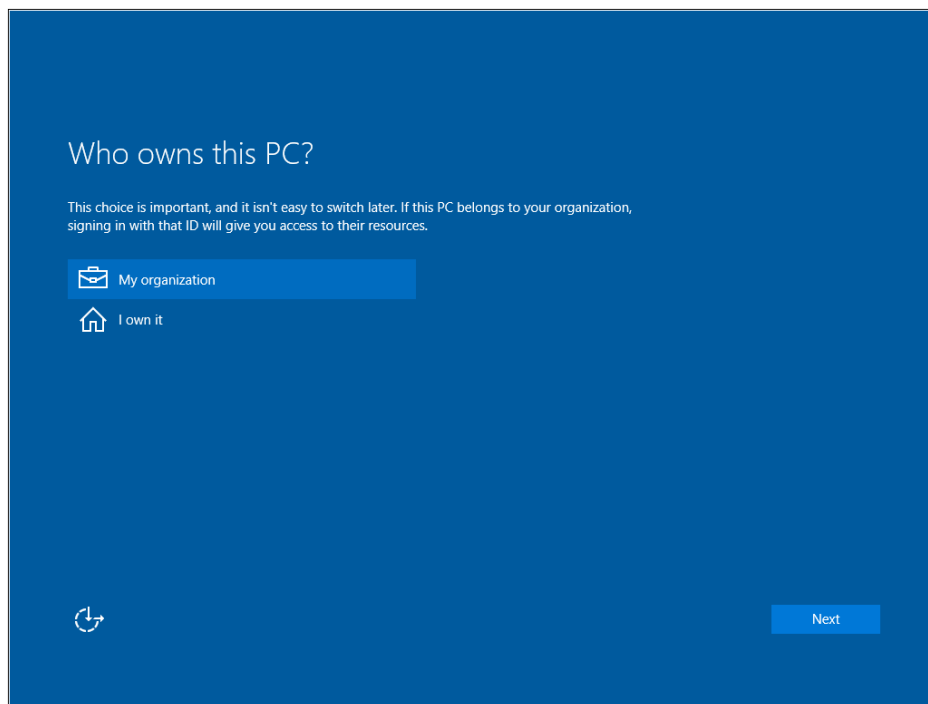 Who owns this PC?
This choice is important, and it isn't easy to switch later. If this PC belongs to your organization,
signing in with that ID will give you access to their resources.
My organization
I own it
Next